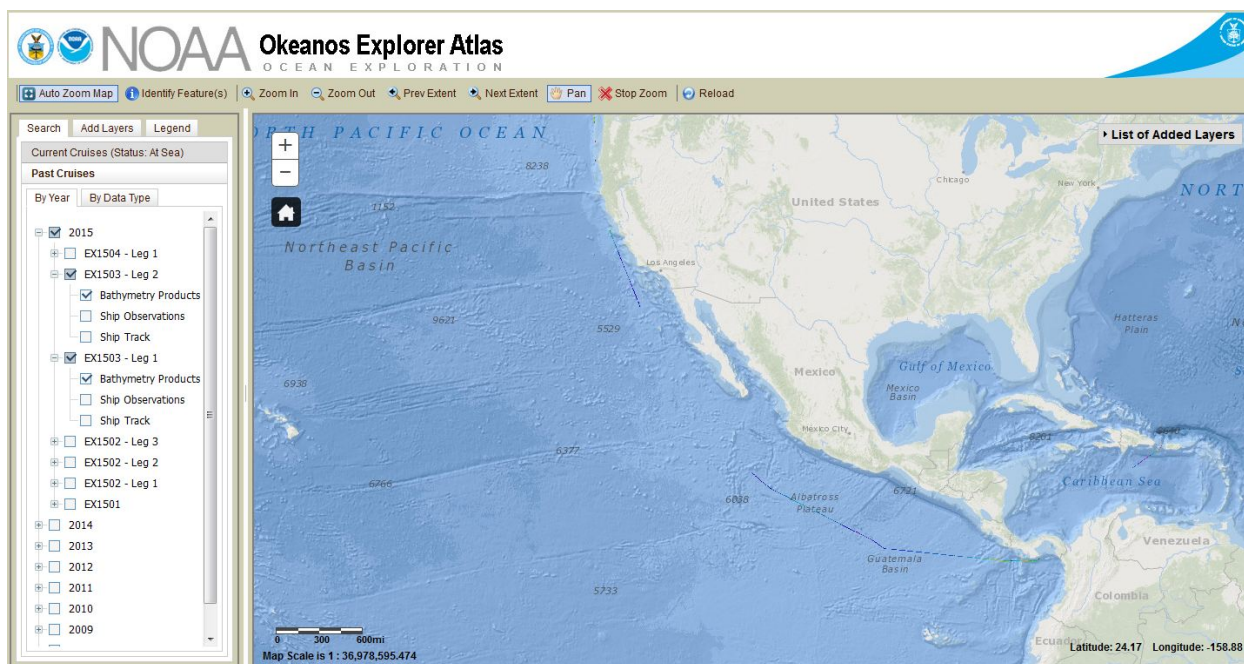 NOAA Okeanos Explorer Atlas
OCEAN EXPLORATION
Auto Zoom Map Identify Feature(s) Zoom In Zoom Out Prev Extent Next Extent Pan Stop Zoom Reload
Search Add Layers Legend
Current Cruises (Status: At Sea)
Past Cruises
By Year By Data Type
2015
EX1504 - Leg 1
EX1503 - Leg 2
Bathymetry Products
Ship Observations
Ship Track
EX1503 - Leg 1
Bathymetry Products
Ship Observations
Ship Track
EX1502 - Leg 3
EX1502 - Leg 2
EX1502 - Leg 1
EX1501
2014
2013
2012
2011
2010
2009
RTH PACIFIC OCEAN
+
−
List of Added Layers
8238
Chicago
New York
1152
United States
NORT
Northeast Pacific
Basin
Los Angeles
9621
5529
Hatteras
Plain
6938
Mexico
Gulf of Mexico
Mexico
Basin
Mexico City
6377
8201
6766
6038
Albatross
Plateau
6721
Caribbean Sea
Guatemala
Basin
Venezuela
5733
Colombia
0 300 600mi
Ecuador
Map Scale is 1 : 36,978,595.474
Latitude: 24.17 Longitude: -158.88